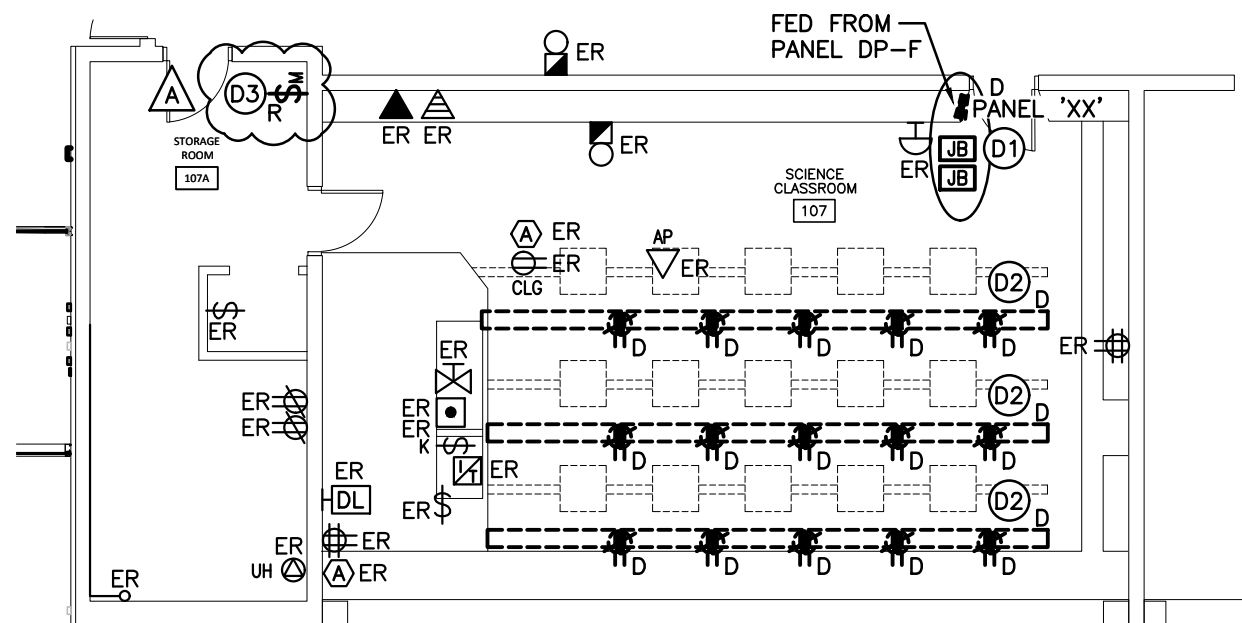 FED FROM
PANEL DP-F
ER
A
D3
$M
R
D
PANEL 'XX'
ER
ER
STORAGE
ROOM
107A
ER
ER
JB
D1
JB
SCIENCE
CLASSROOM
107
A
ER
ER
CLG
AP
ER
D2
D
$
ER
D
D
D
D
D
ER
ER
D2
D
ER
ER
ER
ER
K
$
D
D
D
D
D
I/T
ER
ER
DL
ER
$
D2
D
ER
D
D
D
D
D
ER
UH
A
ER
ER